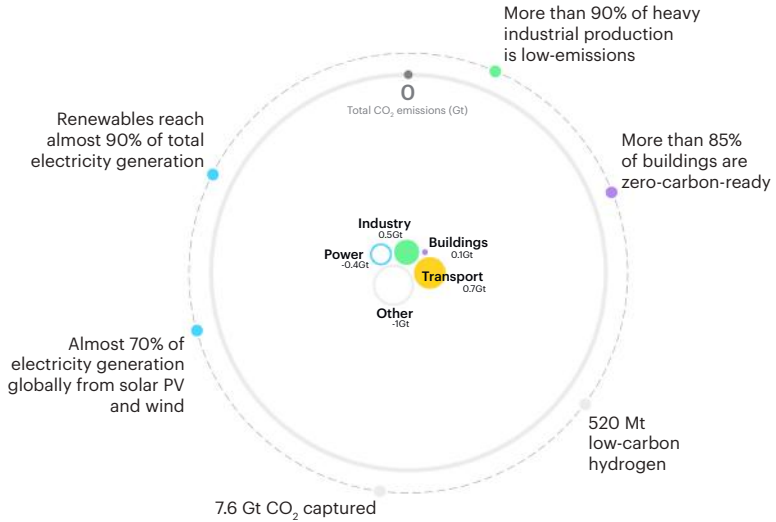 More than 90% of heavy
industrial production
is low-emissions
0
Total CO₂ emissions (Gt)
Renewables reach
almost 90% of total
electricity generation
More than 85%
of buildings are
zero-carbon-ready
Industry
0.5Gt
Buildings
0.1Gt
Power
-0.4Gt
Transport
0.7Gt
Other
-1Gt
Almost 70% of
electricity generation
globally from solar PV
and wind
520 Mt
low-carbon
hydrogen
7.6 Gt CO₂ captured